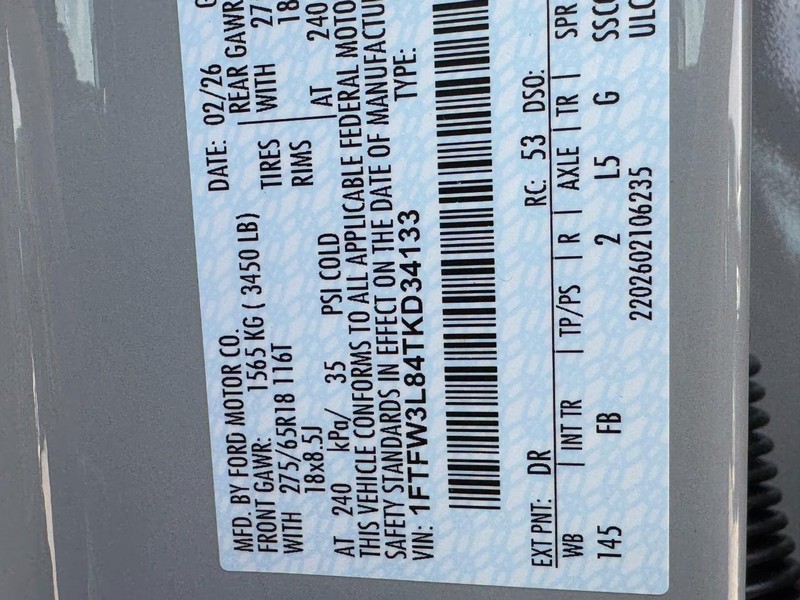 MFD. BY FORD MOTOR CO.
DATE: 02/26
FRONT GAWR: 1565 KG ( 3450 LB)
REAR GAWR
WITH 275/65R18 116T TIRES
WITH
18x8.5J RIMS
AT 240 kPa/ 35 PSI COLD
AT 240
THIS VEHICLE CONFORMS TO ALL APPLICABLE FEDERAL MOTO
SAFETY STANDARDS IN EFFECT ON THE DATE OF MANUFACTU
VIN: 1FTFW3L84TKD34133
TYPE:
EXT PNT: DR RC: 53 DSO:
WB INT TR TP/PS R AXLE TR SPR
145 FB 2 L5 G SSC
2202602106235 ULC